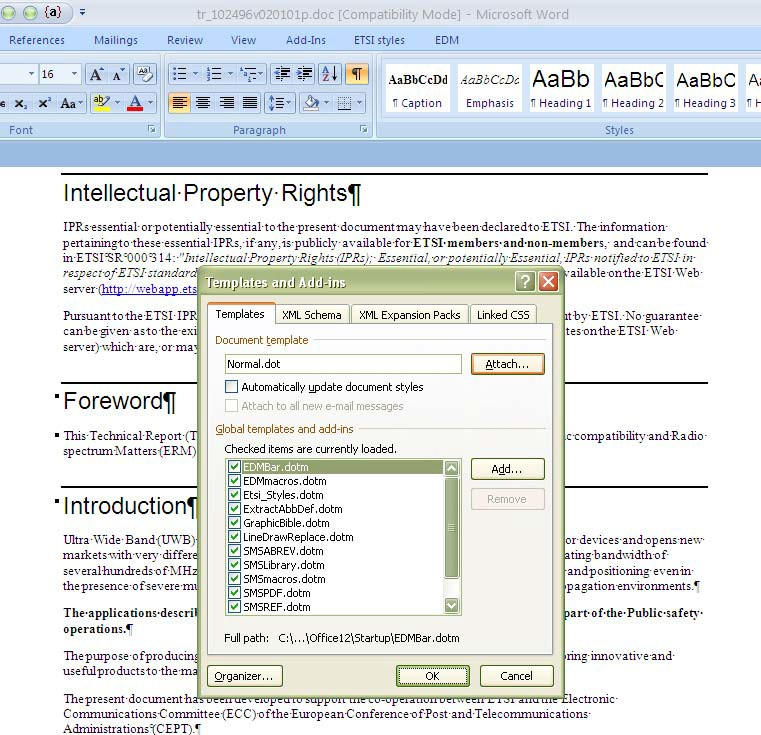 {a}
tr_102496v020101p.doc [Compatibility Mode] - Microsoft Word
References Mailings Review View Add-Ins ETSI styles EDM
16 A A Aa
x₂ x² Aa ab A
AaBbCcDd AaBbCcDc AaBb AaBbC AaBbC
¶ Caption Emphasis ¶ Heading 1 ¶ Heading 2 ¶ Heading 3 ¶ H
Font Paragraph Styles
Intellectual·Property·Rights¶
IPRs·essential·or·potentially·essential·to·the·present·document·may·have·been·declared·to·ETSI.·The·information·
pertaining·to·these·essential·IPRs,·if·any,·is·publicly·available·for·ETSI·members·and·non-members,·and·can·be·found·
in·ETSI°SR°000°314:·"Intellectual·Property·Rights·(IPRs);·Essential,·or·potentially·Essential,·IPRs·notified·to·ETSI·in·
respect·of·ETSI·standard
available·on·the·ETSI·Web·
server·(http://webapp.ets
Pursuant·to·the·ETSI·IPR
by·ETSI.·No·guarantee·
can·be·given·as·to·the·exi
on·the·ETSI·Web·
server)·which·are,·or·may
Templates and Add-ins
Templates XML Schema XML Expansion Packs Linked CSS
Document template
Normal.dot Attach...
Automatically update document styles
Attach to all new e-mail messages
Global templates and add-ins
Checked items are currently loaded.
EDMBar.dotm
EDMmacros.dotm
Etsi_Styles.dotm
ExtractAbbDef.dotm
GraphicBible.dotm
LineDrawReplace.dotm
SMSABREV.dotm
SMSLibrary.dotm
SMSmacros.dotm
SMSPDF.dotm
SMSREF.dotm
Add...
Remove
Full path: C:\...\Office12\Startup\EDMBar.dotm
Organizer... OK Cancel
Foreword¶
This·Technical·Report·(T
c·compatibility·and·Radio·
spectrum·Matters·(ERM)
Introduction¶
Ultra·Wide·Band·(UWB)
or·devices·and·opens·new·
markets·with·very·differe
ating·bandwidth·of·
several·hundreds·of·MHz
and·positioning·even·in·
the·presence·of·severe·mu
pagation·environments.¶
The·applications·descri
part·of·the·Public·safety·
operations.¶
The·purpose·of·producing
ring·innovative·and·
useful·products·to·the·ma
The·present·document·has·been·developed·to·support·the·co-operation·between·ETSI·and·the·Electronic·
Communications·Committee·(ECC)·of·the·European·Conference·of·Post·and·Telecommunications·
Administrations°(CEPT).¶